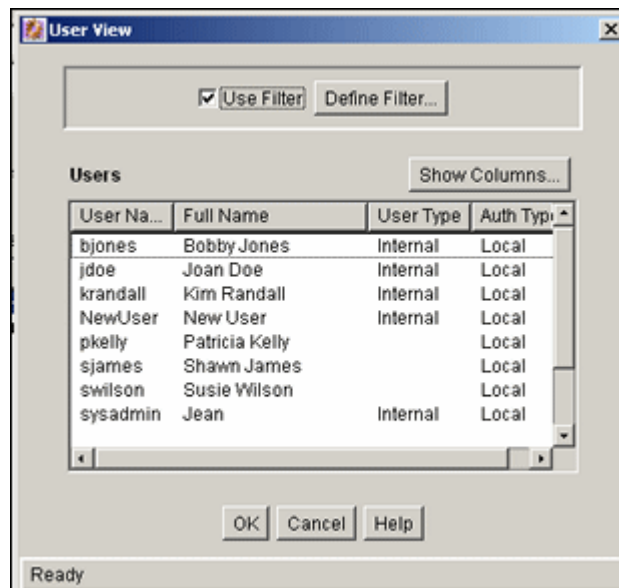 User View
Use Filter Define Filter...
Users Show Columns...
User Na... Full Name User Type Auth Typ
bjones Bobby Jones Internal Local
jdoe Joan Doe Internal Local
krandall Kim Randall Internal Local
NewUser New User Internal Local
pkelly Patricia Kelly Local
sjames Shawn James Local
swilson Susie Wilson Local
sysadmin Jean Internal Local
OK Cancel Help
Ready